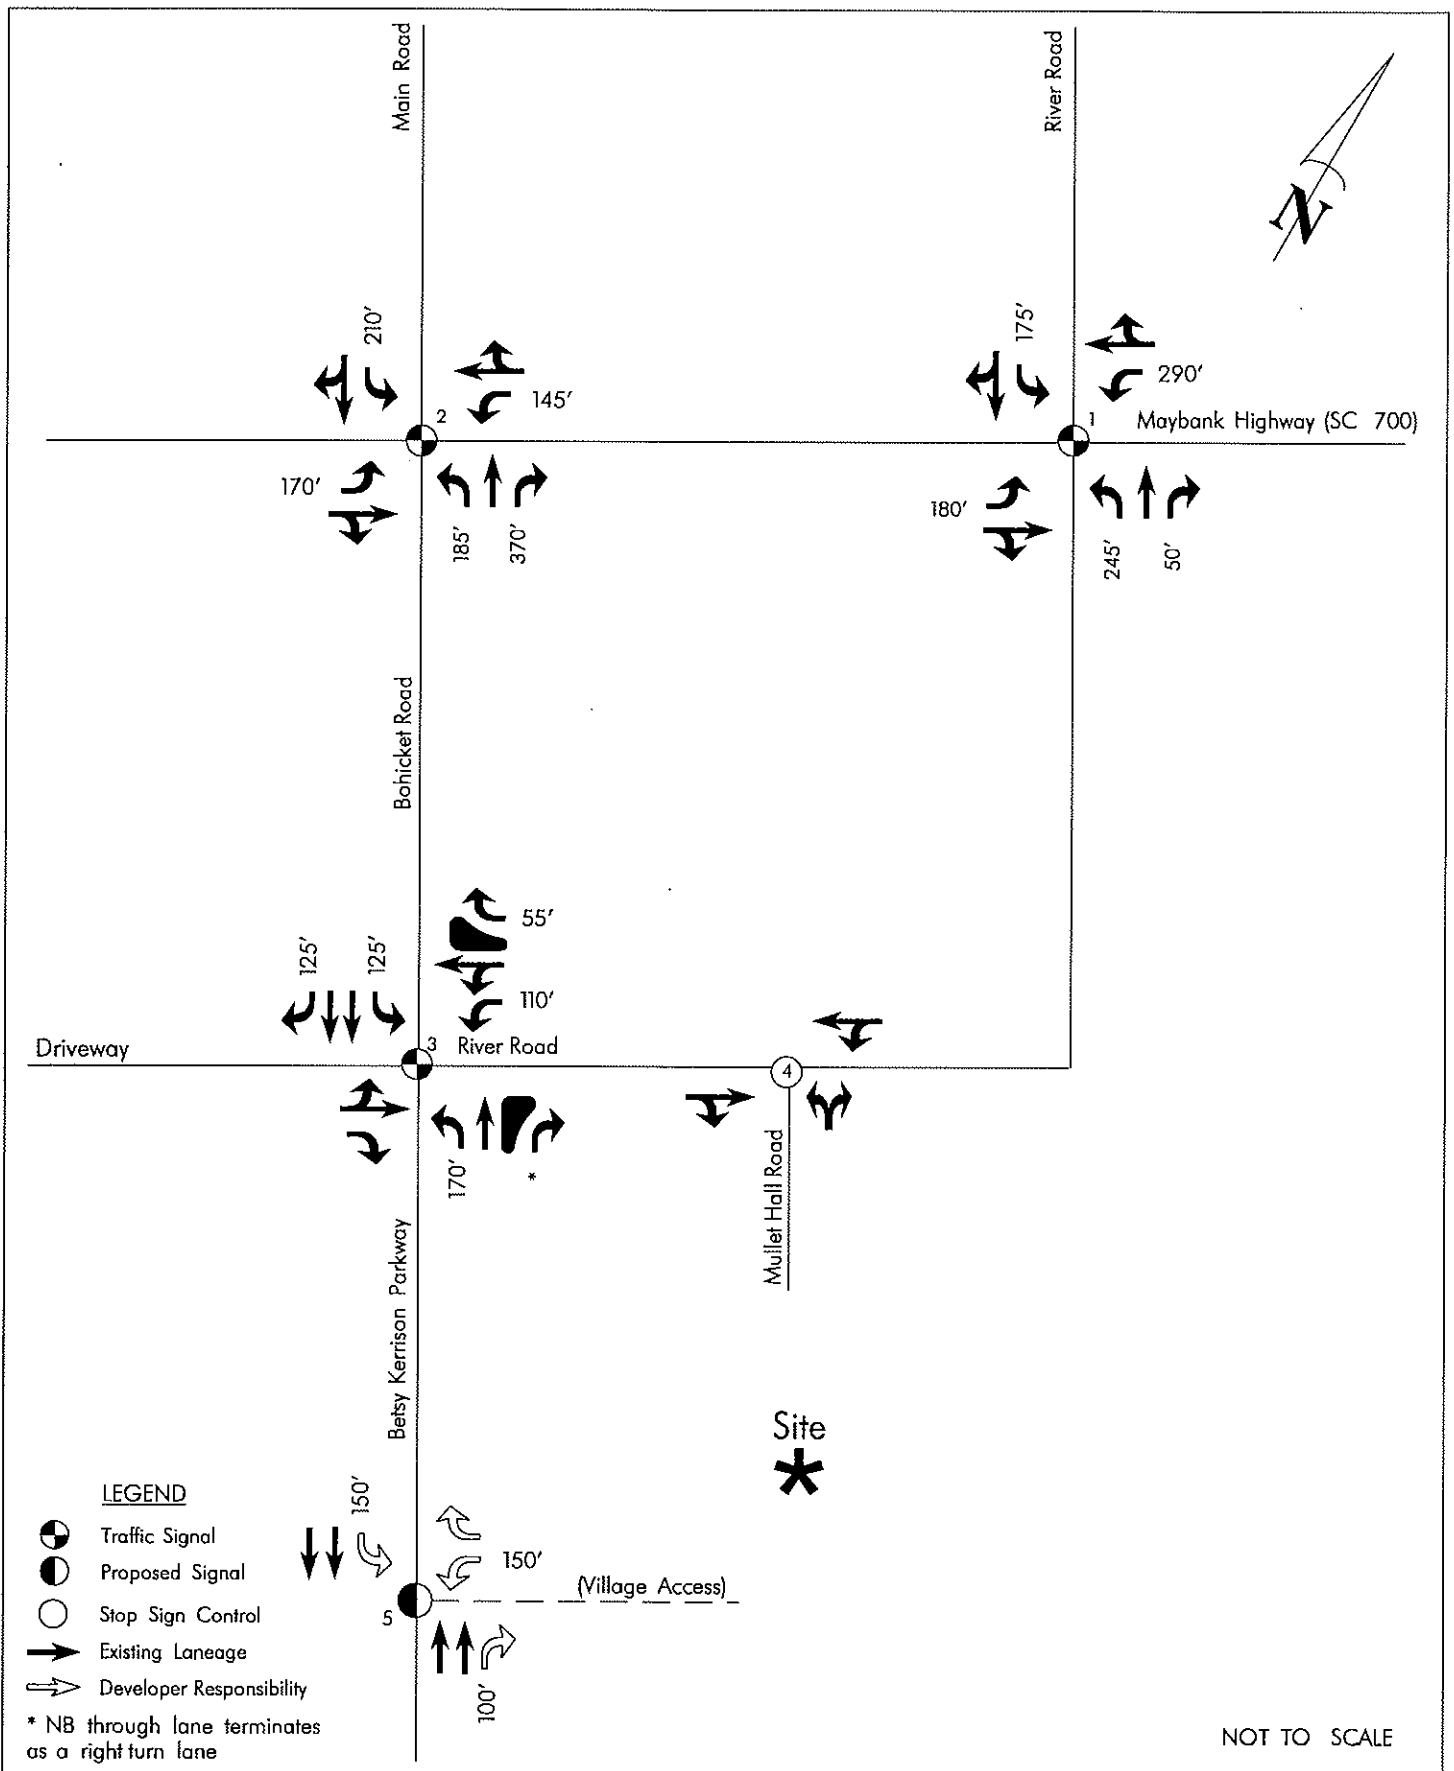 Main Road
River Road
N
210'
175'
145'
290'
2
1
Maybank Highway (SC 700)
170'
180'
185'
370'
245'
50'
Bohicket Road
55'
125'
125'
110'
Driveway
3
River Road
4
170'
*
Mullet Hall Road
Betsy Kerrison Parkway
Site
*
LEGEND
150'
Traffic Signal
150'
Proposed Signal
(Village Access)
5
Stop Sign Control
Existing Laneage
Developer Responsibility
100'
* NB through lane terminates
as a right turn lane
NOT TO SCALE